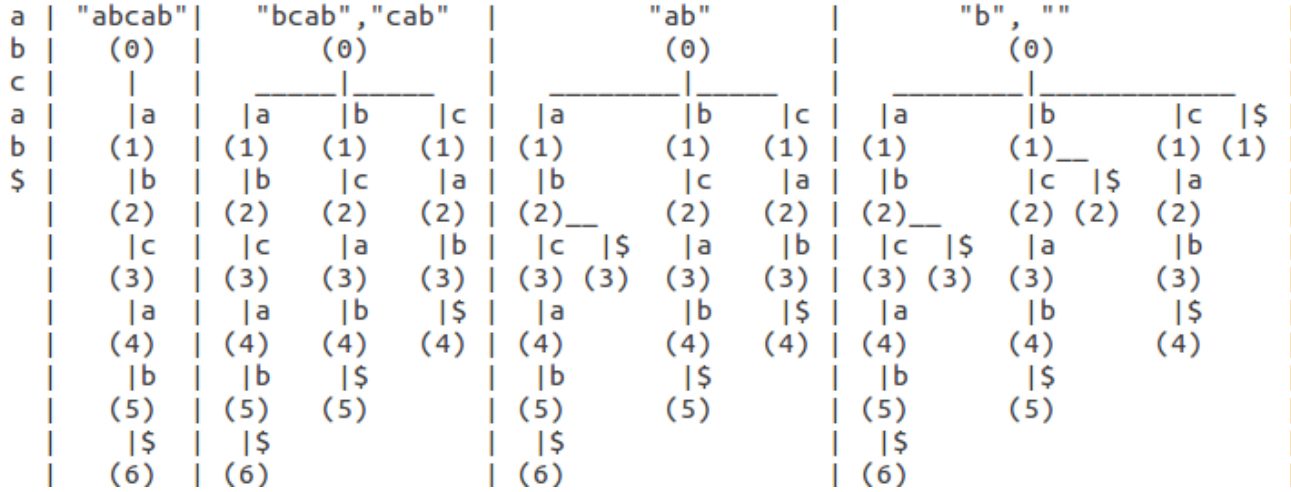 a | "abcab"|   "bcab","cab"  |         "ab"        |       "b", ""
b |   (0)  |       (0)       |          (0)        |          (0)
c |    |   |   _____|_____   |   ________|_____    |   ________|____________
a |    |a  |  |a    |b    |c |  |a       |b    |c  |  |a       |b        |c  |$
b |   (1)  | (1)   (1)   (1) | (1)      (1)   (1)  | (1)      (1)__     (1) (1)
$ |    |b  |  |b    |c    |a |  |b       |c    |a  |  |b       |c  |$    |a
  |   (2)  | (2)   (2)   (2) | (2)__    (2)   (2)  | (2)__    (2) (2)   (2)
  |    |c  |  |c    |a    |b |  |c  |$   |a    |b  |  |c  |$   |a        |b
  |   (3)  | (3)   (3)   (3) | (3) (3)  (3)   (3)  | (3) (3)  (3)       (3)
  |    |a  |  |a    |b    |$ |  |a       |b    |$  |  |a       |b        |$
  |   (4)  | (4)   (4)   (4) | (4)      (4)   (4)  | (4)      (4)       (4)
  |    |b  |  |b    |$       |  |b       |$        |  |b       |$
  |   (5)  | (5)   (5)       | (5)      (5)        | (5)      (5)
  |    |$  |  |$             |  |$                 |  |$
  |   (6)  | (6)             | (6)                 | (6)